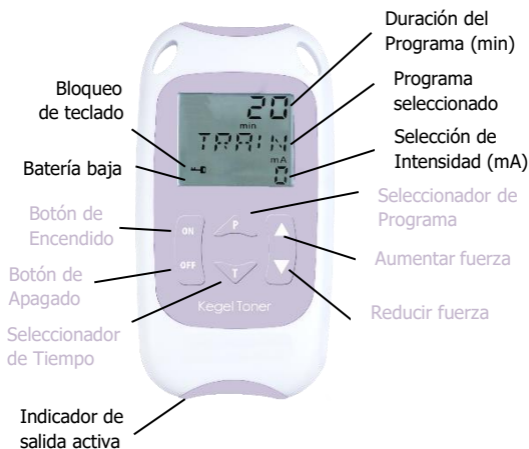 Duración del
Programa (min)
Programa
seleccionado
Selección de
Intensidad (mA)
Seleccionador de
Programa
Aumentar fuerza
Reducir fuerza
Bloqueo
de teclado
Batería baja
Botón de
Encendido
Botón de
Apagado
Seleccionador
de Tiempo
Indicador de
salida activa
20
min
TRAIN
mA
0
ON
P
OFF
T
Kegel Toner